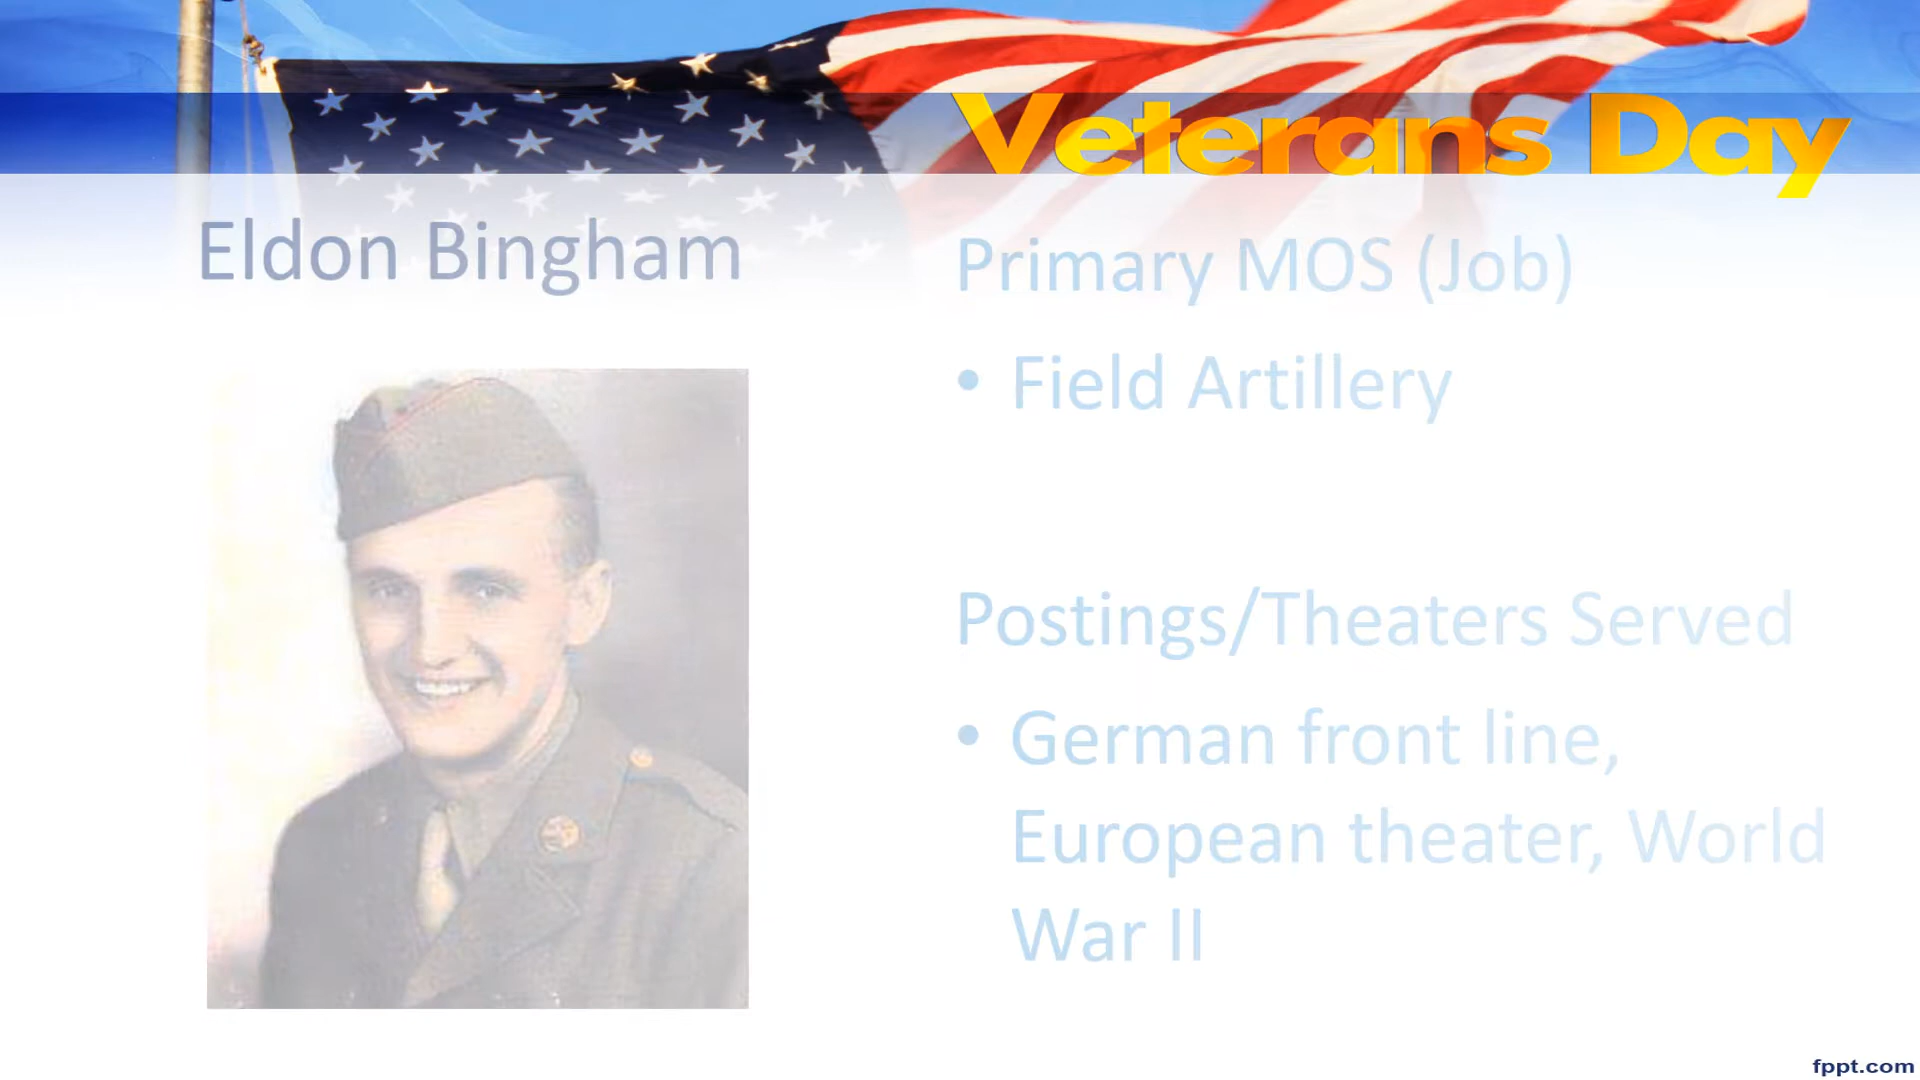 Veterans Day
Eldon Bingham
Primary MOS (Job)
• Field Artillery
Postings/Theaters Served
• German front line,
European theater, World
War II
fppt.com